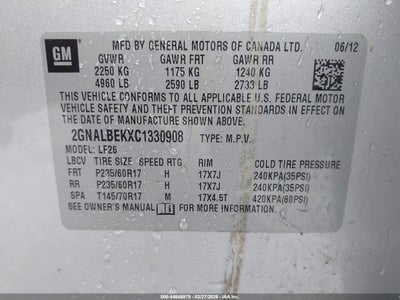 GM
MFD BY GENERAL MOTORS OF CANADA LTD. 06/12
GVWR GAWR FRT GAWR RR
2250 KG 1175 KG 1240 KG
4960 LB 2590 LB 2733 LB
THIS VEHICLE CONFORMS TO ALL APPLICABLE U.S. FEDERAL MOTOR
VEHICLE SAFETY, AND THEFT PREVENTION STANDARDS IN EFFECT
ON THE DATE OF MANUFACTURE SHOWN ABOVE.
2GNALBEKXC1330908 TYPE: M.P.V.
MODEL: LF26
LBCV TIRE SIZE SPEED RTG RIM COLD TIRE PRESSURE
FRT P235/60R17 H 17X7J 240KPA(35PSI)
RR P235/60R17 H 17X7J 240KPA(35PSI)
SPA T145/70R17 M 17X4.5T 420KPA(60PSI)
SEE OWNER'S MANUAL FOR MORE INFORMATION.